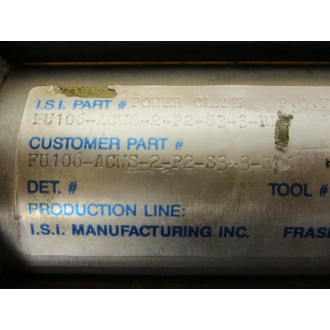 I.S.I. PART # POWER CLAMP P.O.
FU106-ACWS-2-P2-S3-3-
CUSTOMER PART #
FU106-ACWS-2-P2-S3-3-
DET. # TOOL #
PRODUCTION LINE:
I.S.I. MANUFACTURING INC. FRAS